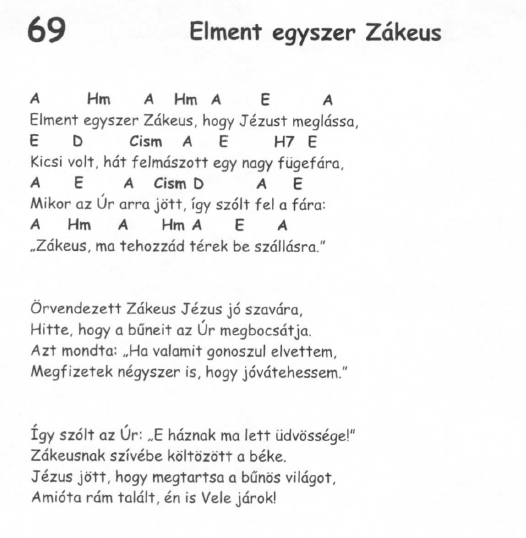 69 Elment egyszer Zákeus
A Hm A Hm A E A
Elment egyszer Zákeus, hogy Jézust meglássa,
E D Cism A E H7 E
Kicsi volt, hát felmászott egy nagy fügefára,
A E A Cism D A E
Mikor az Úr arra jött, így szólt fel a fára:
A Hm A Hm A E A
„Zákeus, ma tehozzád térek be szállásra."
Örvendezett Zákeus Jézus jó szavára,
Hitte, hogy a bűneit az Úr megbocsátja.
Azt mondta: „Ha valamit gonoszul elvettem,
Megfizetek négyszer is, hogy jóvátehessem."
Így szólt az Úr: „E háznak ma lett üdvössége!"
Zákeusnak szívébe költözött a béke.
Jézus jött, hogy megtartsa a bűnös világot,
Amióta rám talált, én is Vele járok!